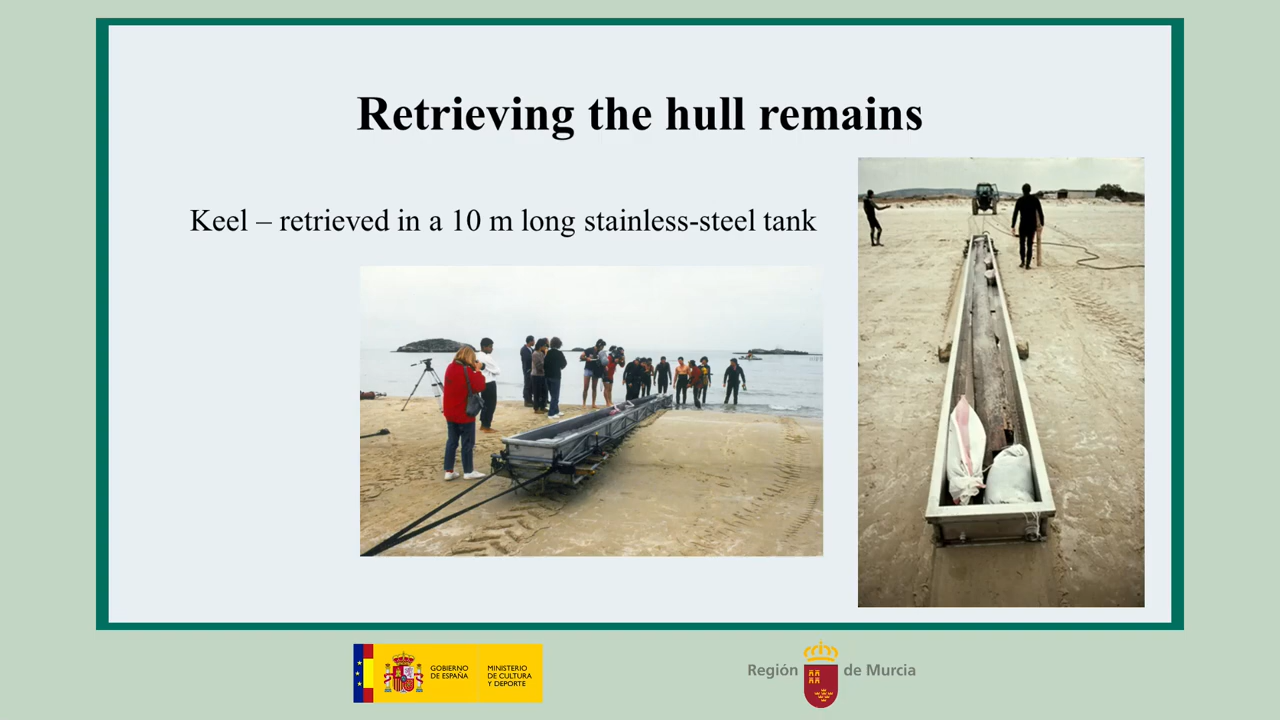 Retrieving the hull remains
Keel – retrieved in a 10 m long stainless-steel tank
GOBIERNO
DE ESPAÑA
MINISTERIO
DE CULTURA
Y DEPORTE
Región de Murcia